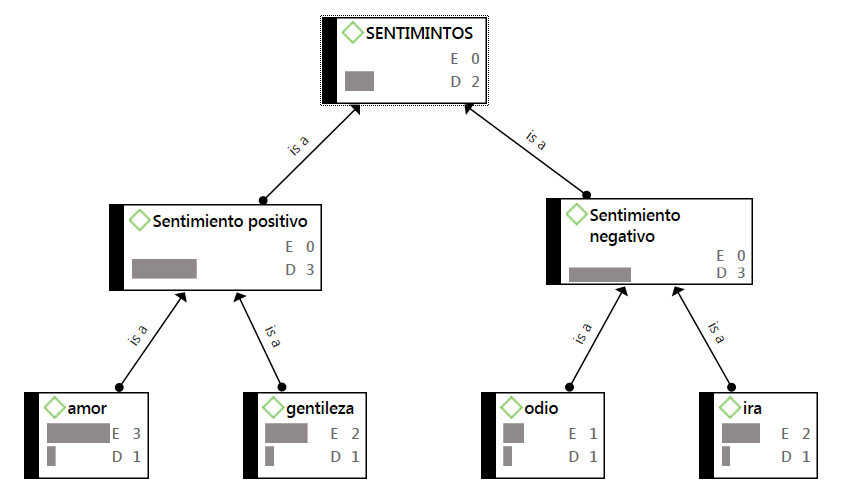 SENTIMINTOS
E 0
D 2
is a
is a
Sentimiento positivo
E 0
D 3
Sentimiento
negativo
E 0
D 3
is a
is a
is a
is a
amor
E 3
D 1
gentileza
E 2
D 1
odio
E 1
D 1
ira
E 2
D 1